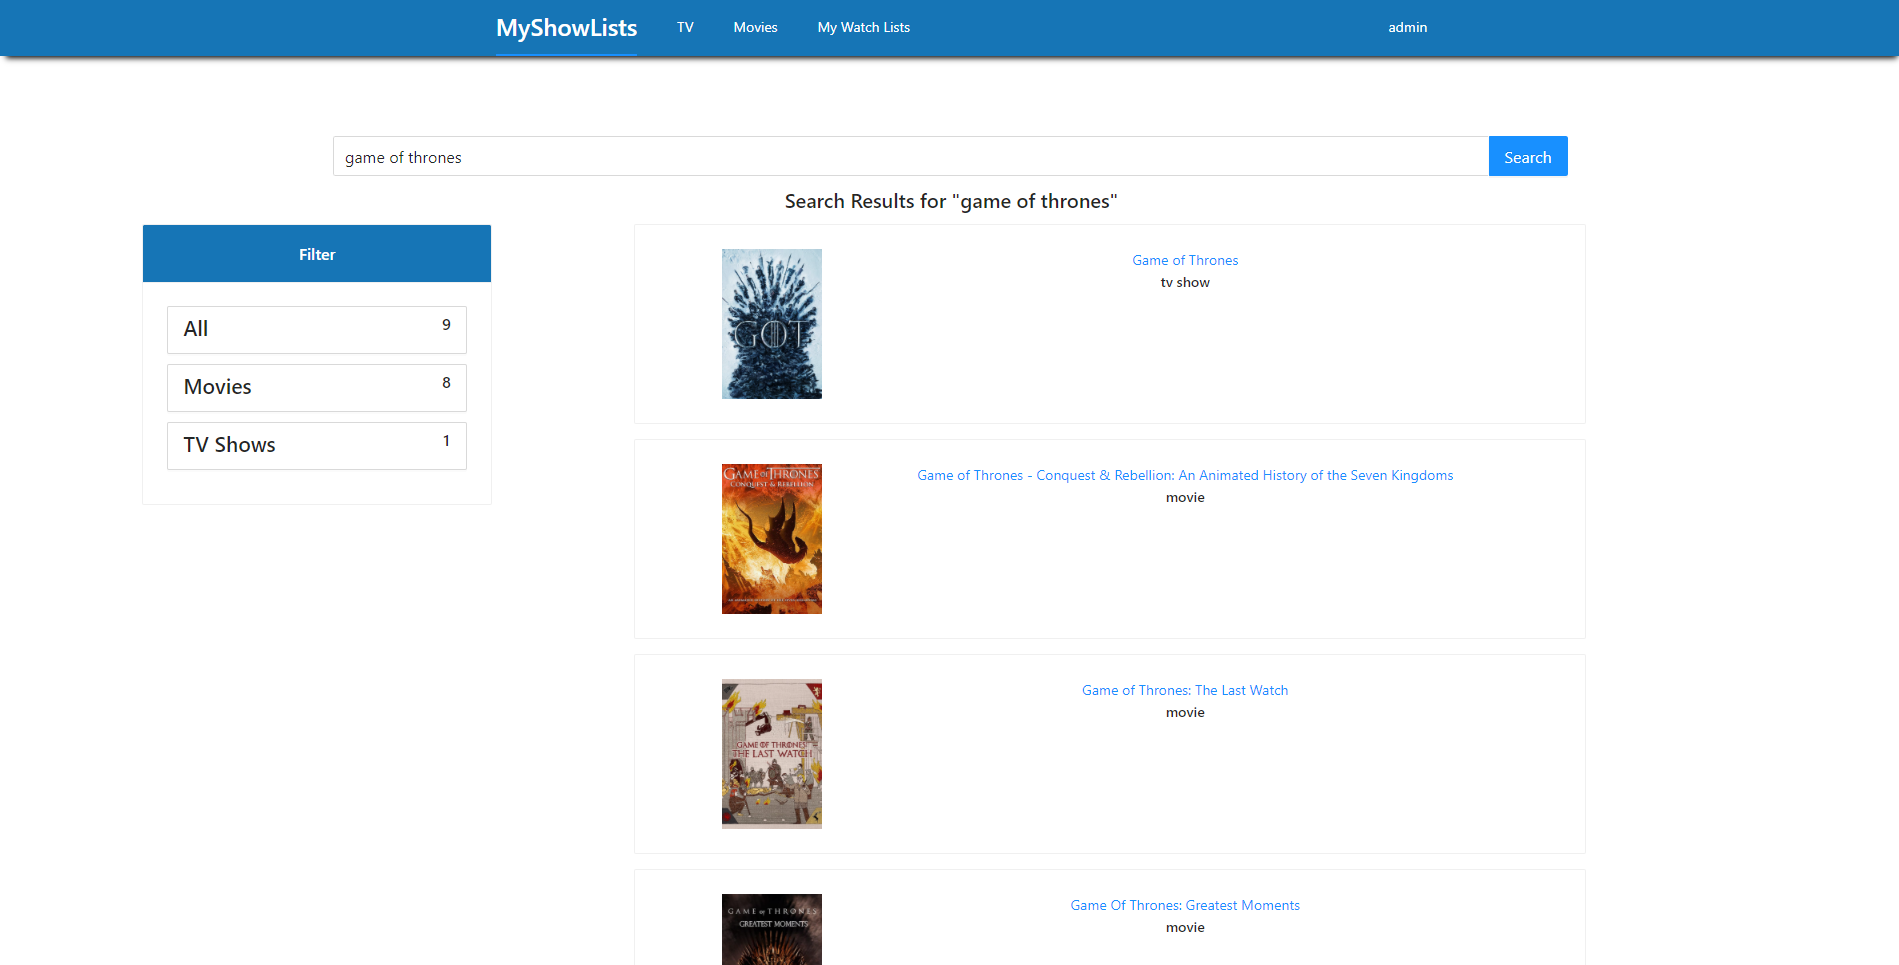 MyShowLists TV Movies My Watch Lists admin
game of thrones Search
Search Results for "game of thrones"
Filter
All 9
Movies 8
TV Shows 1
GOT
Game of Thrones
tv show
GAME OF THRONES
CONQUEST & REBELLION
Game of Thrones - Conquest & Rebellion: An Animated History of the Seven Kingdoms
movie
GAME OF THRONES
THE LAST WATCH
Game of Thrones: The Last Watch
movie
GAME OF THRONES
GREATEST MOMENTS
Game Of Thrones: Greatest Moments
movie